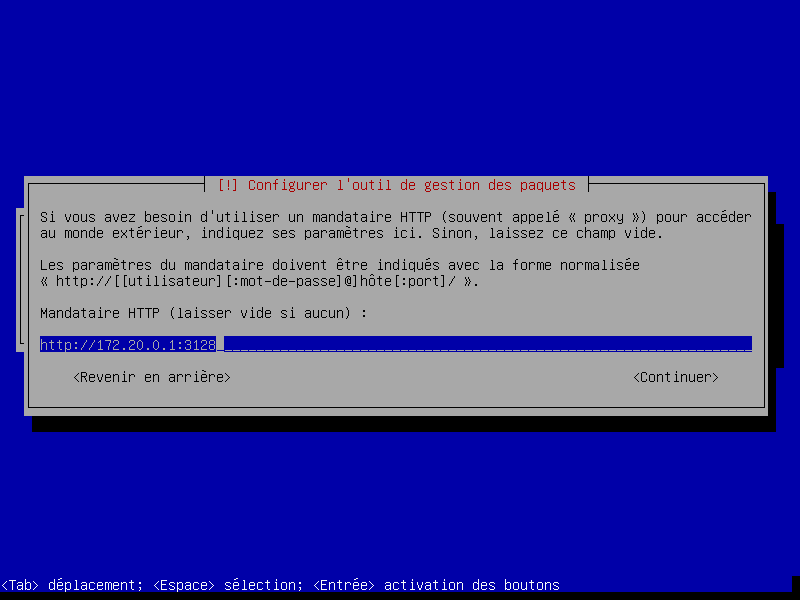 [!] Configurer l'outil de gestion des paquets
Si vous avez besoin d'utiliser un mandataire HTTP (souvent appelé « proxy ») pour accéder
au monde extérieur, indiquez ses paramètres ici. Sinon, laissez ce champ vide.
Les paramètres du mandataire doivent être indiqués avec la forme normalisée
« http://[[utilisateur][:mot-de-passe]@]hôte[:port]/ ».
Mandataire HTTP (laisser vide si aucun) :
http://172.20.0.1:3128
<Revenir en arrière> <Continuer>
<Tab> déplacement; <Espace> sélection; <Entrée> activation des boutons